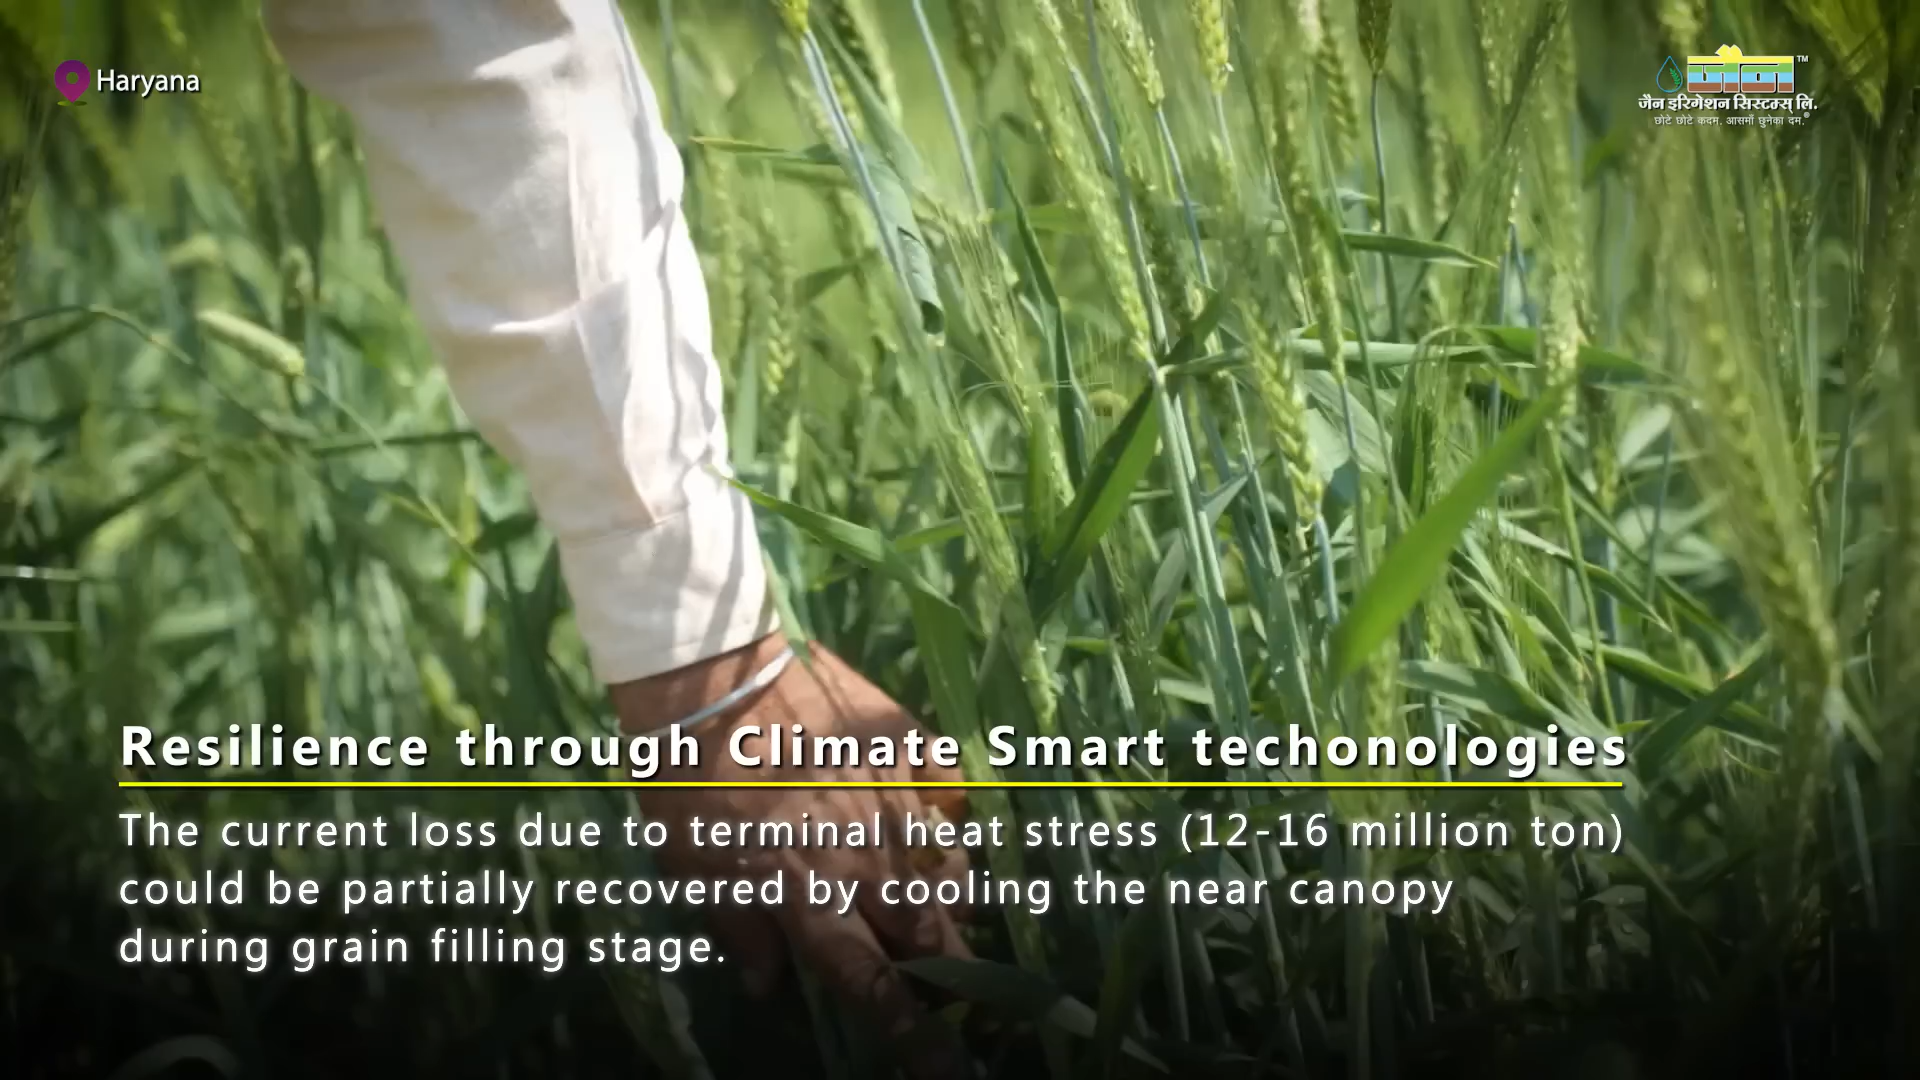 Haryana
जैन TM
जैन इरिगेशन सिस्टम्स् लि.
छोटे छोटे कदम, आसमाँ छुनेका दम.®
Resilience through Climate Smart techonologies
The current loss due to terminal heat stress (12-16 million ton)
could be partially recovered by cooling the near canopy
during grain filling stage.